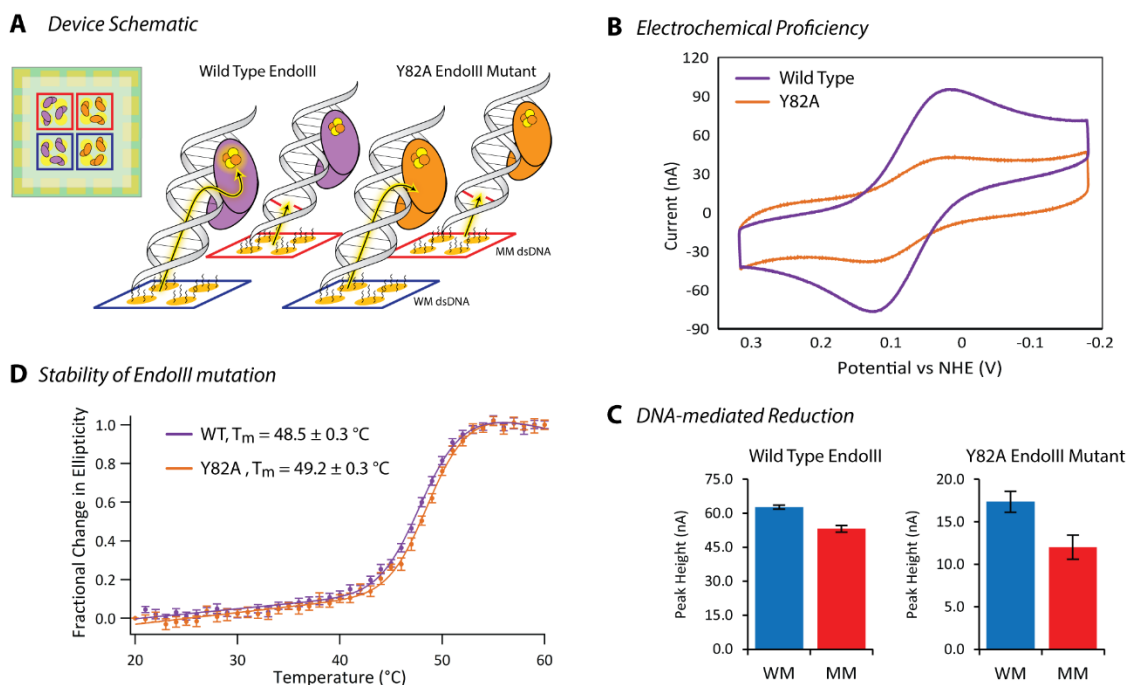 A Device Schematic
Wild Type EndoIII
Y82A EndoIII Mutant
MM dsDNA
WM dsDNA
B Electrochemical Proficiency
Wild Type
Y82A
Current (nA)
120
90
60
30
0
-30
-60
-90
0.3 0.2 0.1 0 -0.1 -0.2
Potential vs NHE (V)
D Stability of EndoIII mutation
WT, Tm = 48.5 ± 0.3 °C
Y82A , Tm = 49.2 ± 0.3 °C
Fractional Change in Ellipticity
1.0
0.8
0.6
0.4
0.2
0.0
20 30 40 50 60
Temperature (°C)
C DNA-mediated Reduction
Wild Type EndoIII
Peak Height (nA)
75.0
60.0
45.0
30.0
15.0
0.0
WM MM
Y82A EndoIII Mutant
Peak Height (nA)
20.0
15.0
10.0
5.0
0.0
WM MM